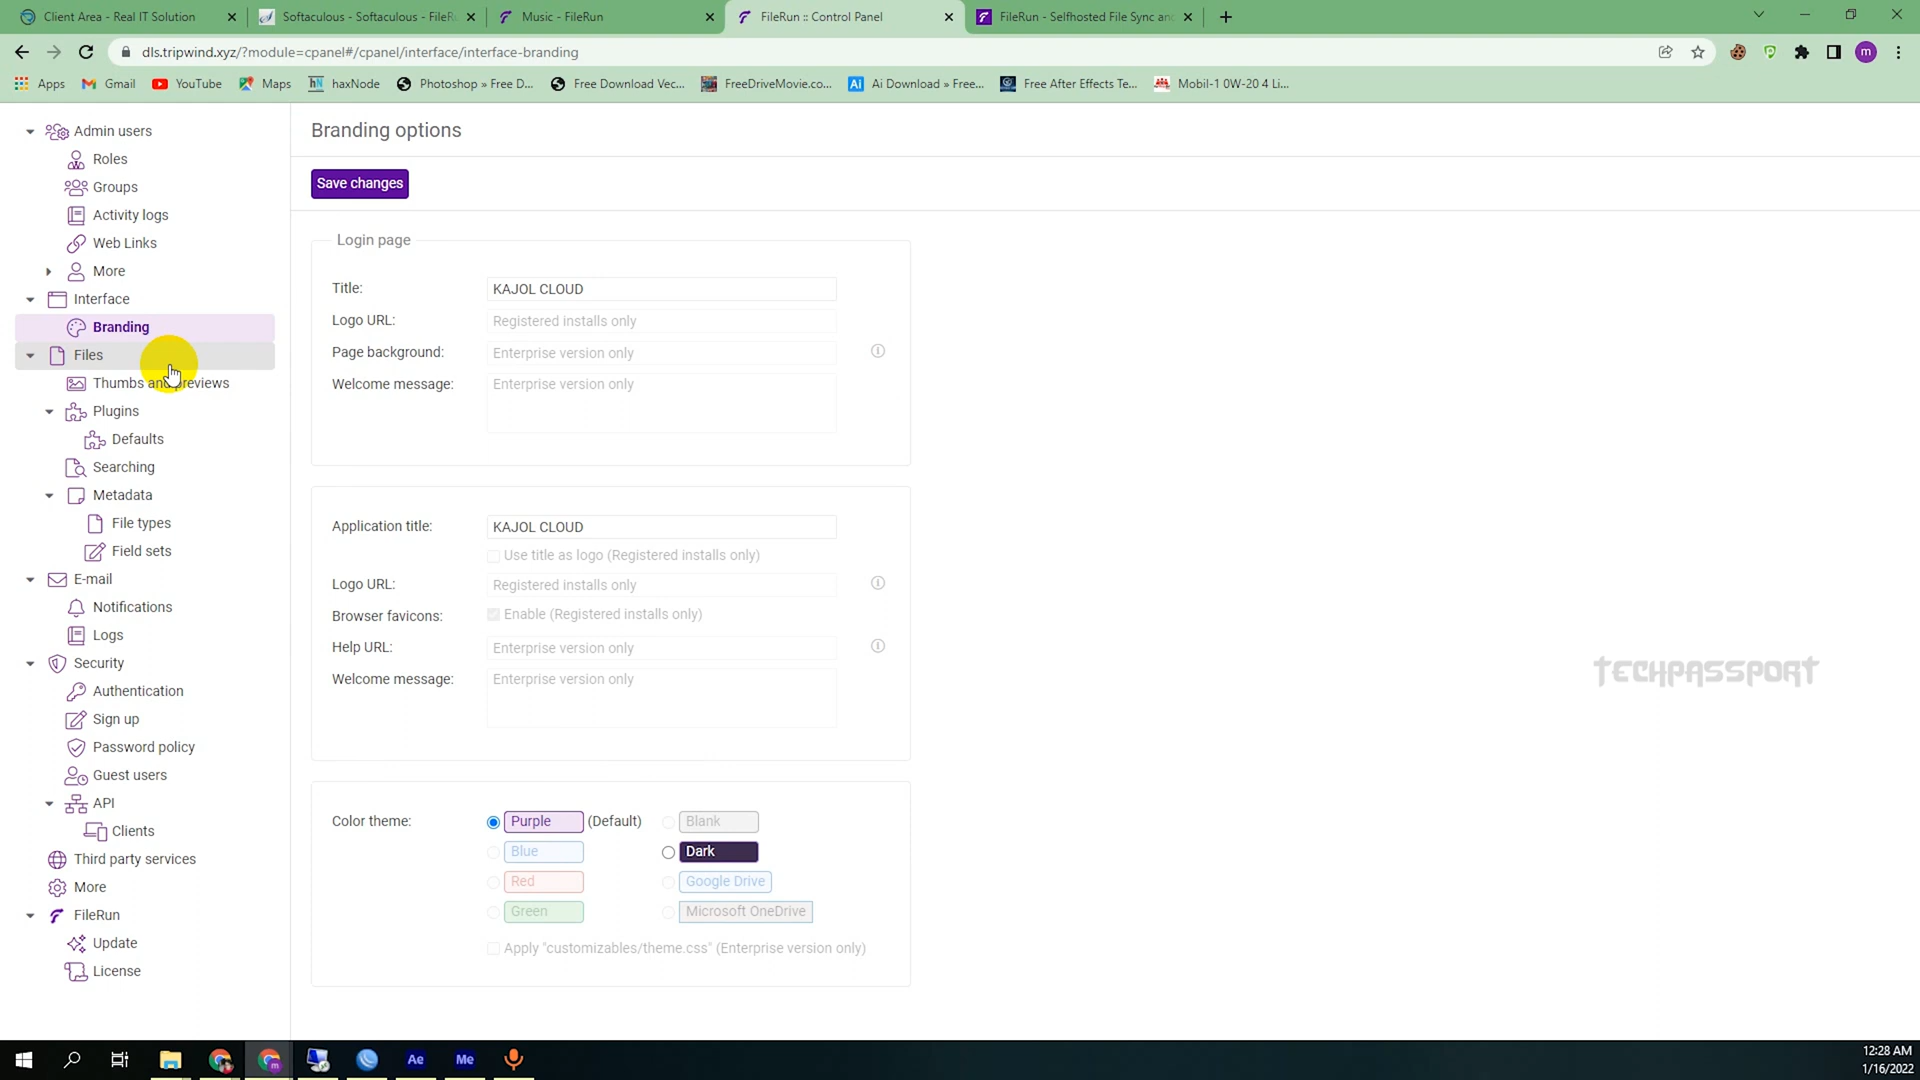 Client Area - Real IT Solution
Softaculous - Softaculous - FileRu
Music - FileRun
FileRun :: Control Panel
FileRun - Selfhosted File Sync and
dls.tripwind.xyz/?module=cpanel#/cpanel/interface/interface-branding
m
Apps
Gmail
YouTube
Maps
hN haxNode
Photoshop » Free D...
Free Download Vec...
FreeDriveMovie.co...
AI Ai Download » Free...
Free After Effects Te...
Mobil-1 0W-20 4 Li...
Admin users
Roles
Groups
Activity logs
Web Links
More
Interface
Branding
Files
Thumbs and previews
Plugins
Defaults
Searching
Metadata
File types
Field sets
E-mail
Notifications
Logs
Security
Authentication
Sign up
Password policy
Guest users
API
Clients
Third party services
More
FileRun
Update
License
Branding options
Save changes
Login page
Title: KAJOL CLOUD
Logo URL: Registered installs only
Page background: Enterprise version only
Welcome message: Enterprise version only
Application title: KAJOL CLOUD
Use title as logo (Registered installs only)
Logo URL: Registered installs only
Browser favicons: Enable (Registered installs only)
Help URL: Enterprise version only
Welcome message: Enterprise version only
Color theme: Purple (Default) Blank
Blue Dark
Red Google Drive
Green Microsoft OneDrive
Apply "customizables/theme.css" (Enterprise version only)
TECHPASSPORT
Ae
Me
12:28 AM
1/16/2022